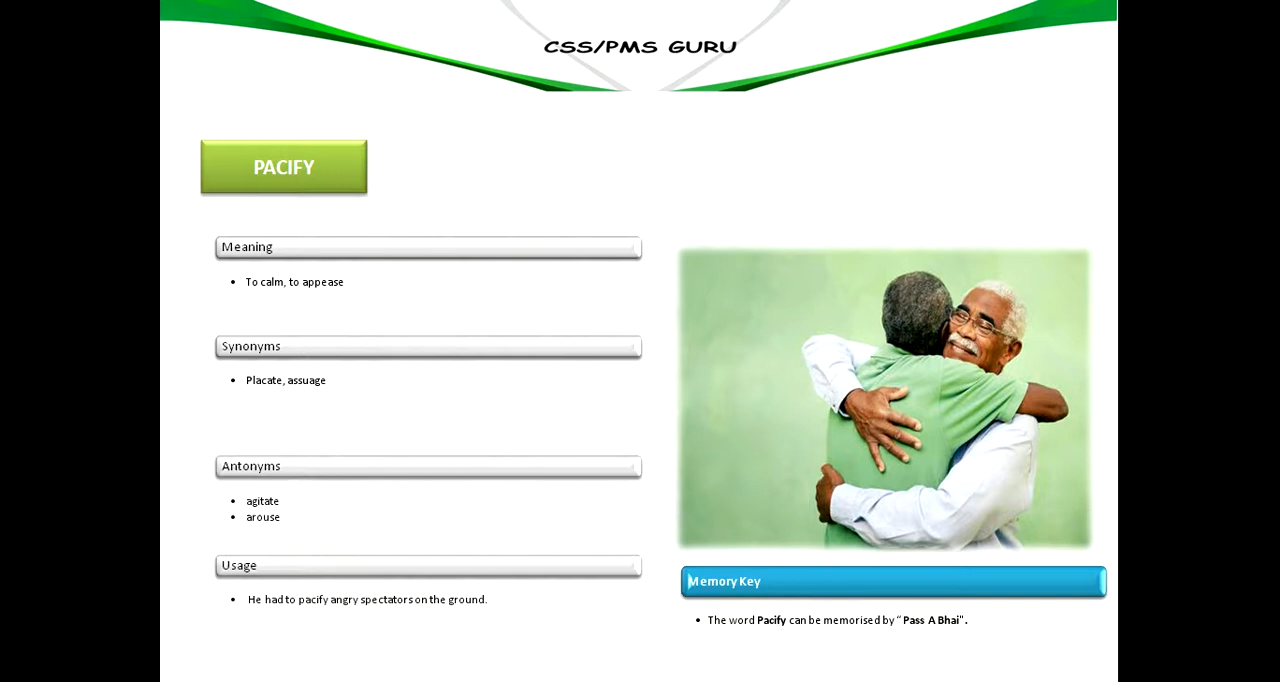 CSS/PMS GURU
PACIFY
Meaning
• To calm, to appease
Synonyms
• Placate, assuage
Antonyms
• agitate
• arouse
Usage
• He had to pacify angry spectators on the ground.
Memory Key
• The word Pacify can be memorised by “ Pass A Bhai".